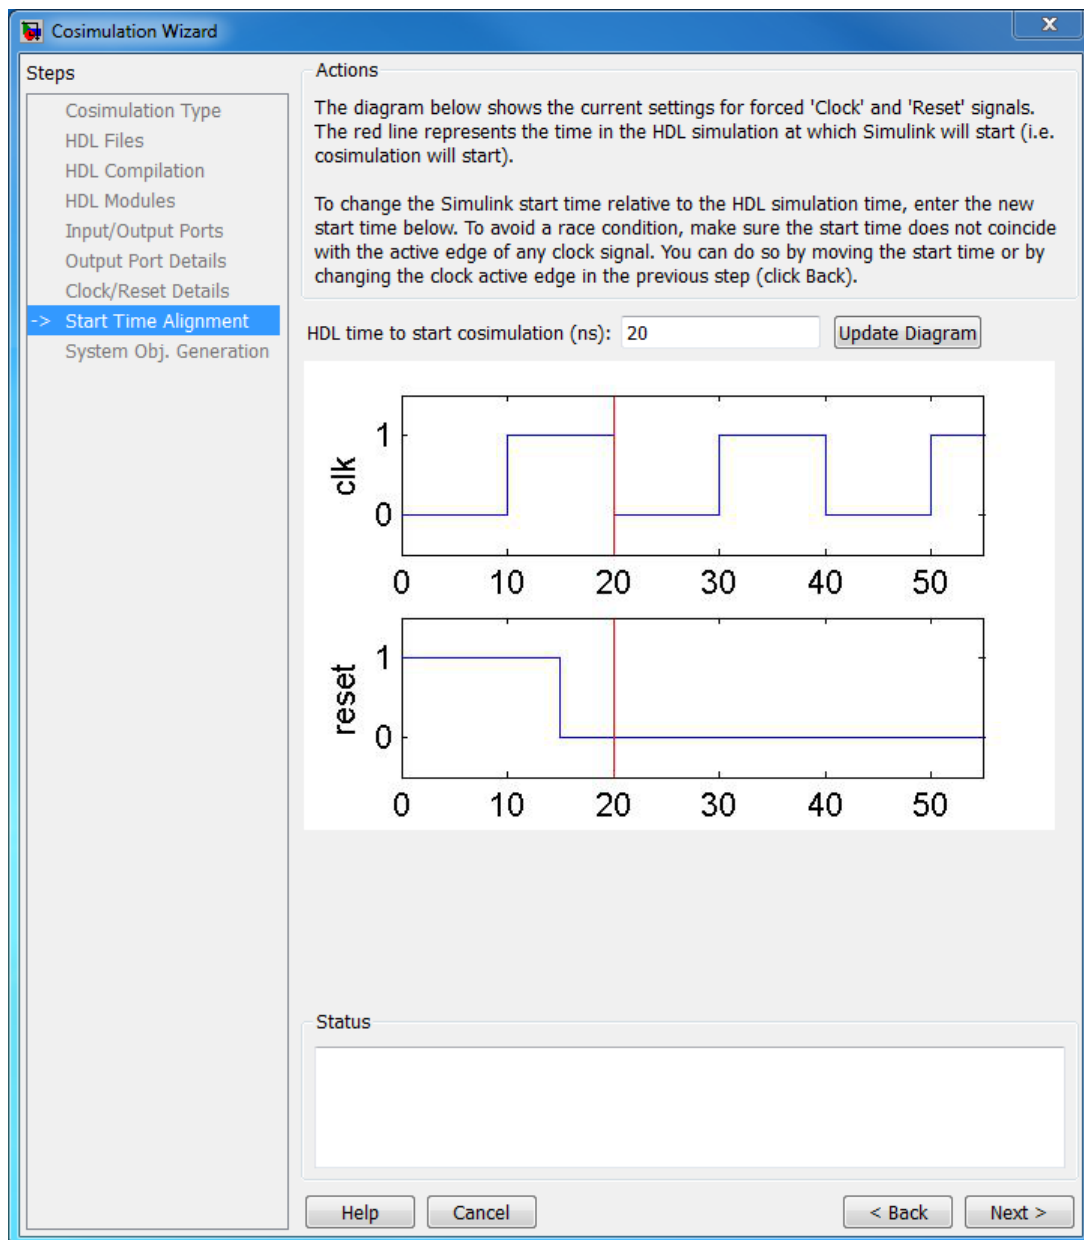 Cosimulation Wizard
x
Steps
Cosimulation Type
HDL Files
HDL Compilation
HDL Modules
Input/Output Ports
Output Port Details
Clock/Reset Details
-> Start Time Alignment
System Obj. Generation
Actions
The diagram below shows the current settings for forced 'Clock' and 'Reset' signals.
The red line represents the time in the HDL simulation at which Simulink will start (i.e.
cosimulation will start).
To change the Simulink start time relative to the HDL simulation time, enter the new
start time below. To avoid a race condition, make sure the start time does not coincide
with the active edge of any clock signal. You can do so by moving the start time or by
changing the clock active edge in the previous step (click Back).
HDL time to start cosimulation (ns): 20 Update Diagram
clk
1
0
0 10 20 30 40 50
reset
1
0
0 10 20 30 40 50
Status
Help Cancel < Back Next >